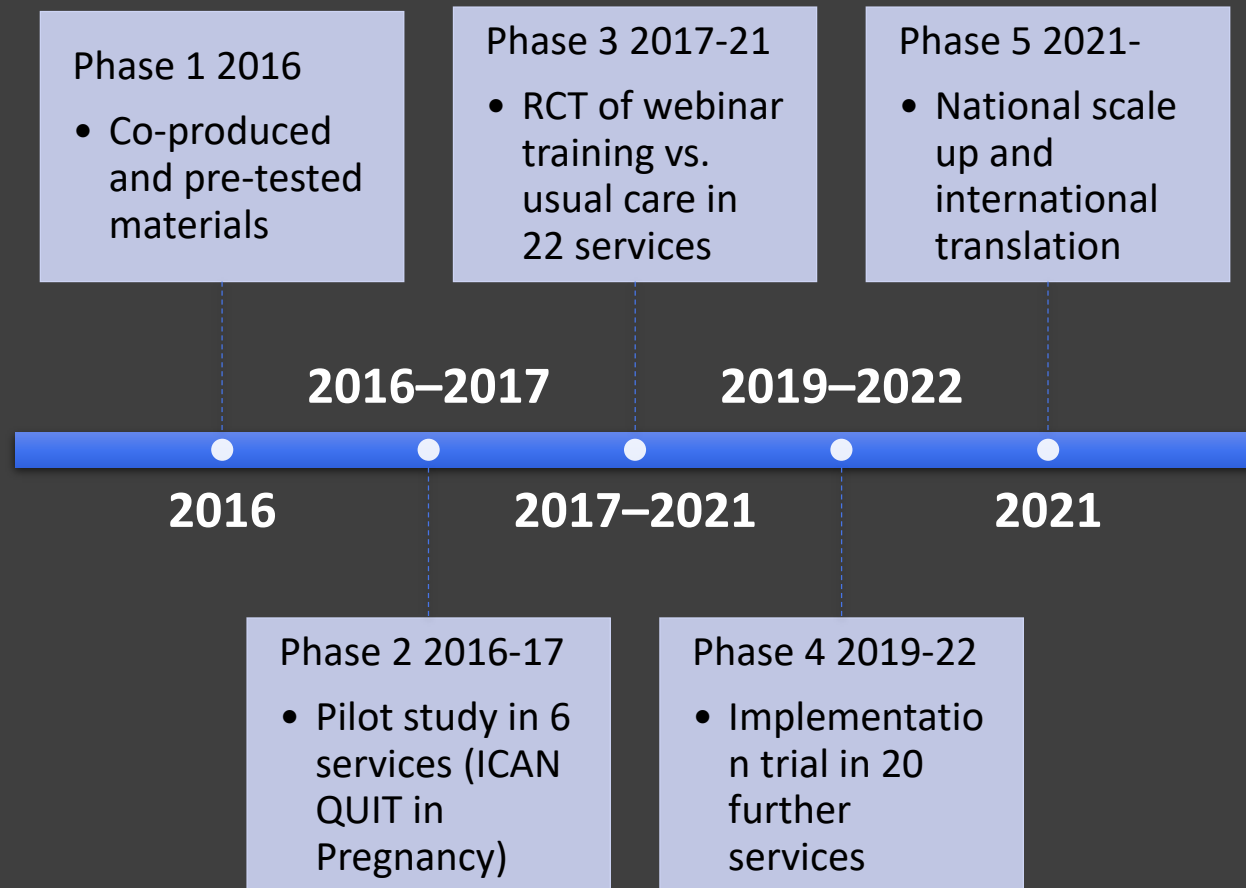 Phase 1 2016
• Co-produced
and pre-tested
materials
Phase 3 2017-21
• RCT of webinar
training vs.
usual care in
22 services
Phase 5 2021-
• National scale
up and
international
translation
2016–2017
2019–2022
2016
2017–2021
2021
Phase 2 2016-17
• Pilot study in 6
services (ICAN
QUIT in
Pregnancy)
Phase 4 2019-22
• Implementatio
n trial in 20
further
services